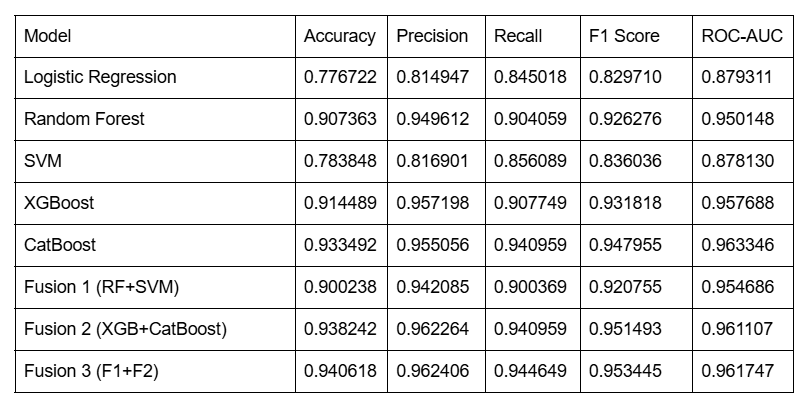 Model Accuracy Precision Recall F1 Score ROC-AUC
Logistic Regression 0.776722 0.814947 0.845018 0.829710 0.879311
Random Forest 0.907363 0.949612 0.904059 0.926276 0.950148
SVM 0.783848 0.816901 0.856089 0.836036 0.878130
XGBoost 0.914489 0.957198 0.907749 0.931818 0.957688
CatBoost 0.933492 0.955056 0.940959 0.947955 0.963346
Fusion 1 (RF+SVM) 0.900238 0.942085 0.900369 0.920755 0.954686
Fusion 2 (XGB+CatBoost) 0.938242 0.962264 0.940959 0.951493 0.961107
Fusion 3 (F1+F2) 0.940618 0.962406 0.944649 0.953445 0.961747